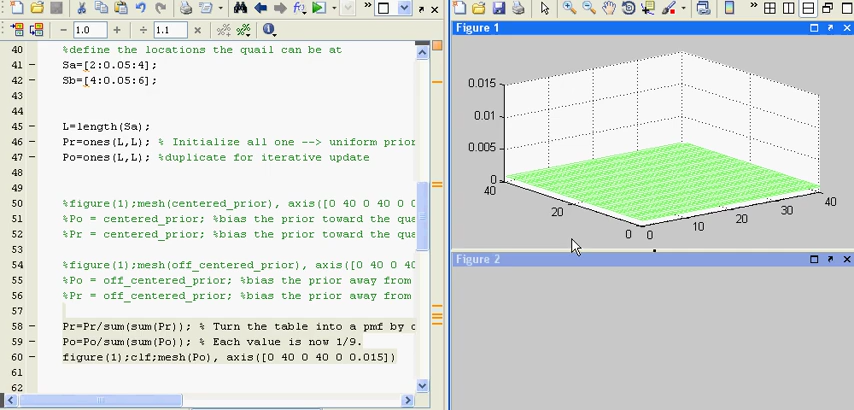 1.0
1.1
40 %define the locations the quail can be at
41 Sa=[2:0.05:4];
42 Sb=[4:0.05:6];
43
44
45 L=length(Sa);
46 Pr=ones(L,L); % Initialize all one --> uniform prior
47 Po=ones(L,L); %duplicate for iterative update
48
49
50 %figure(1);mesh(centered_prior), axis([0 40 0 40 0
51 %Po = centered_prior; %bias the prior toward the qua
52 %Pr = centered_prior; %bias the prior toward the qua
53
54 %figure(1);mesh(off_centered_prior), axis([0 40 0 40
55 %Po = off_centered_prior; %bias the prior away from
56 %Pr = off_centered_prior; %bias the prior away from
57
58 Pr=Pr/sum(sum(Pr)); % Turn the table into a pmf by
59 Po=Po/sum(sum(Po)); % Each value is now 1/9.
60 figure(1);clf;mesh(Po), axis([0 40 0 40 0 0.015])
61
62
Figure 1
0.015
0.01
0.005
0
40
20
0
0
10
20
30
40
Figure 2